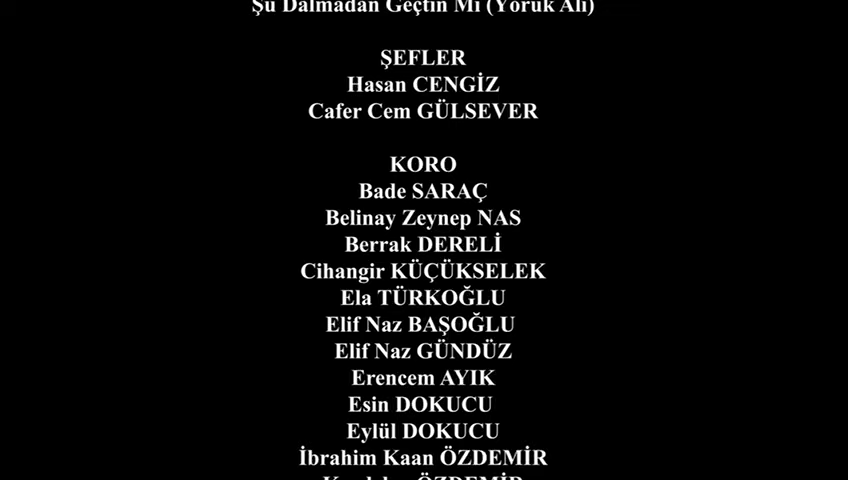 Şu Dalmadan Geçtin Mi (Yörük Ali)
ŞEFLER
Hasan CENGİZ
Cafer Cem GÜLSEVER
KORO
Bade SARAÇ
Belinay Zeynep NAS
Berrak DERELİ
Cihangir KÜÇÜKSELEK
Ela TÜRKOĞLU
Elif Naz BAŞOĞLU
Elif Naz GÜNDÜZ
Erencem AYIK
Esin DOKUCU
Eylül DOKUCU
İbrahim Kaan ÖZDEMİR
ÖZDEMİR